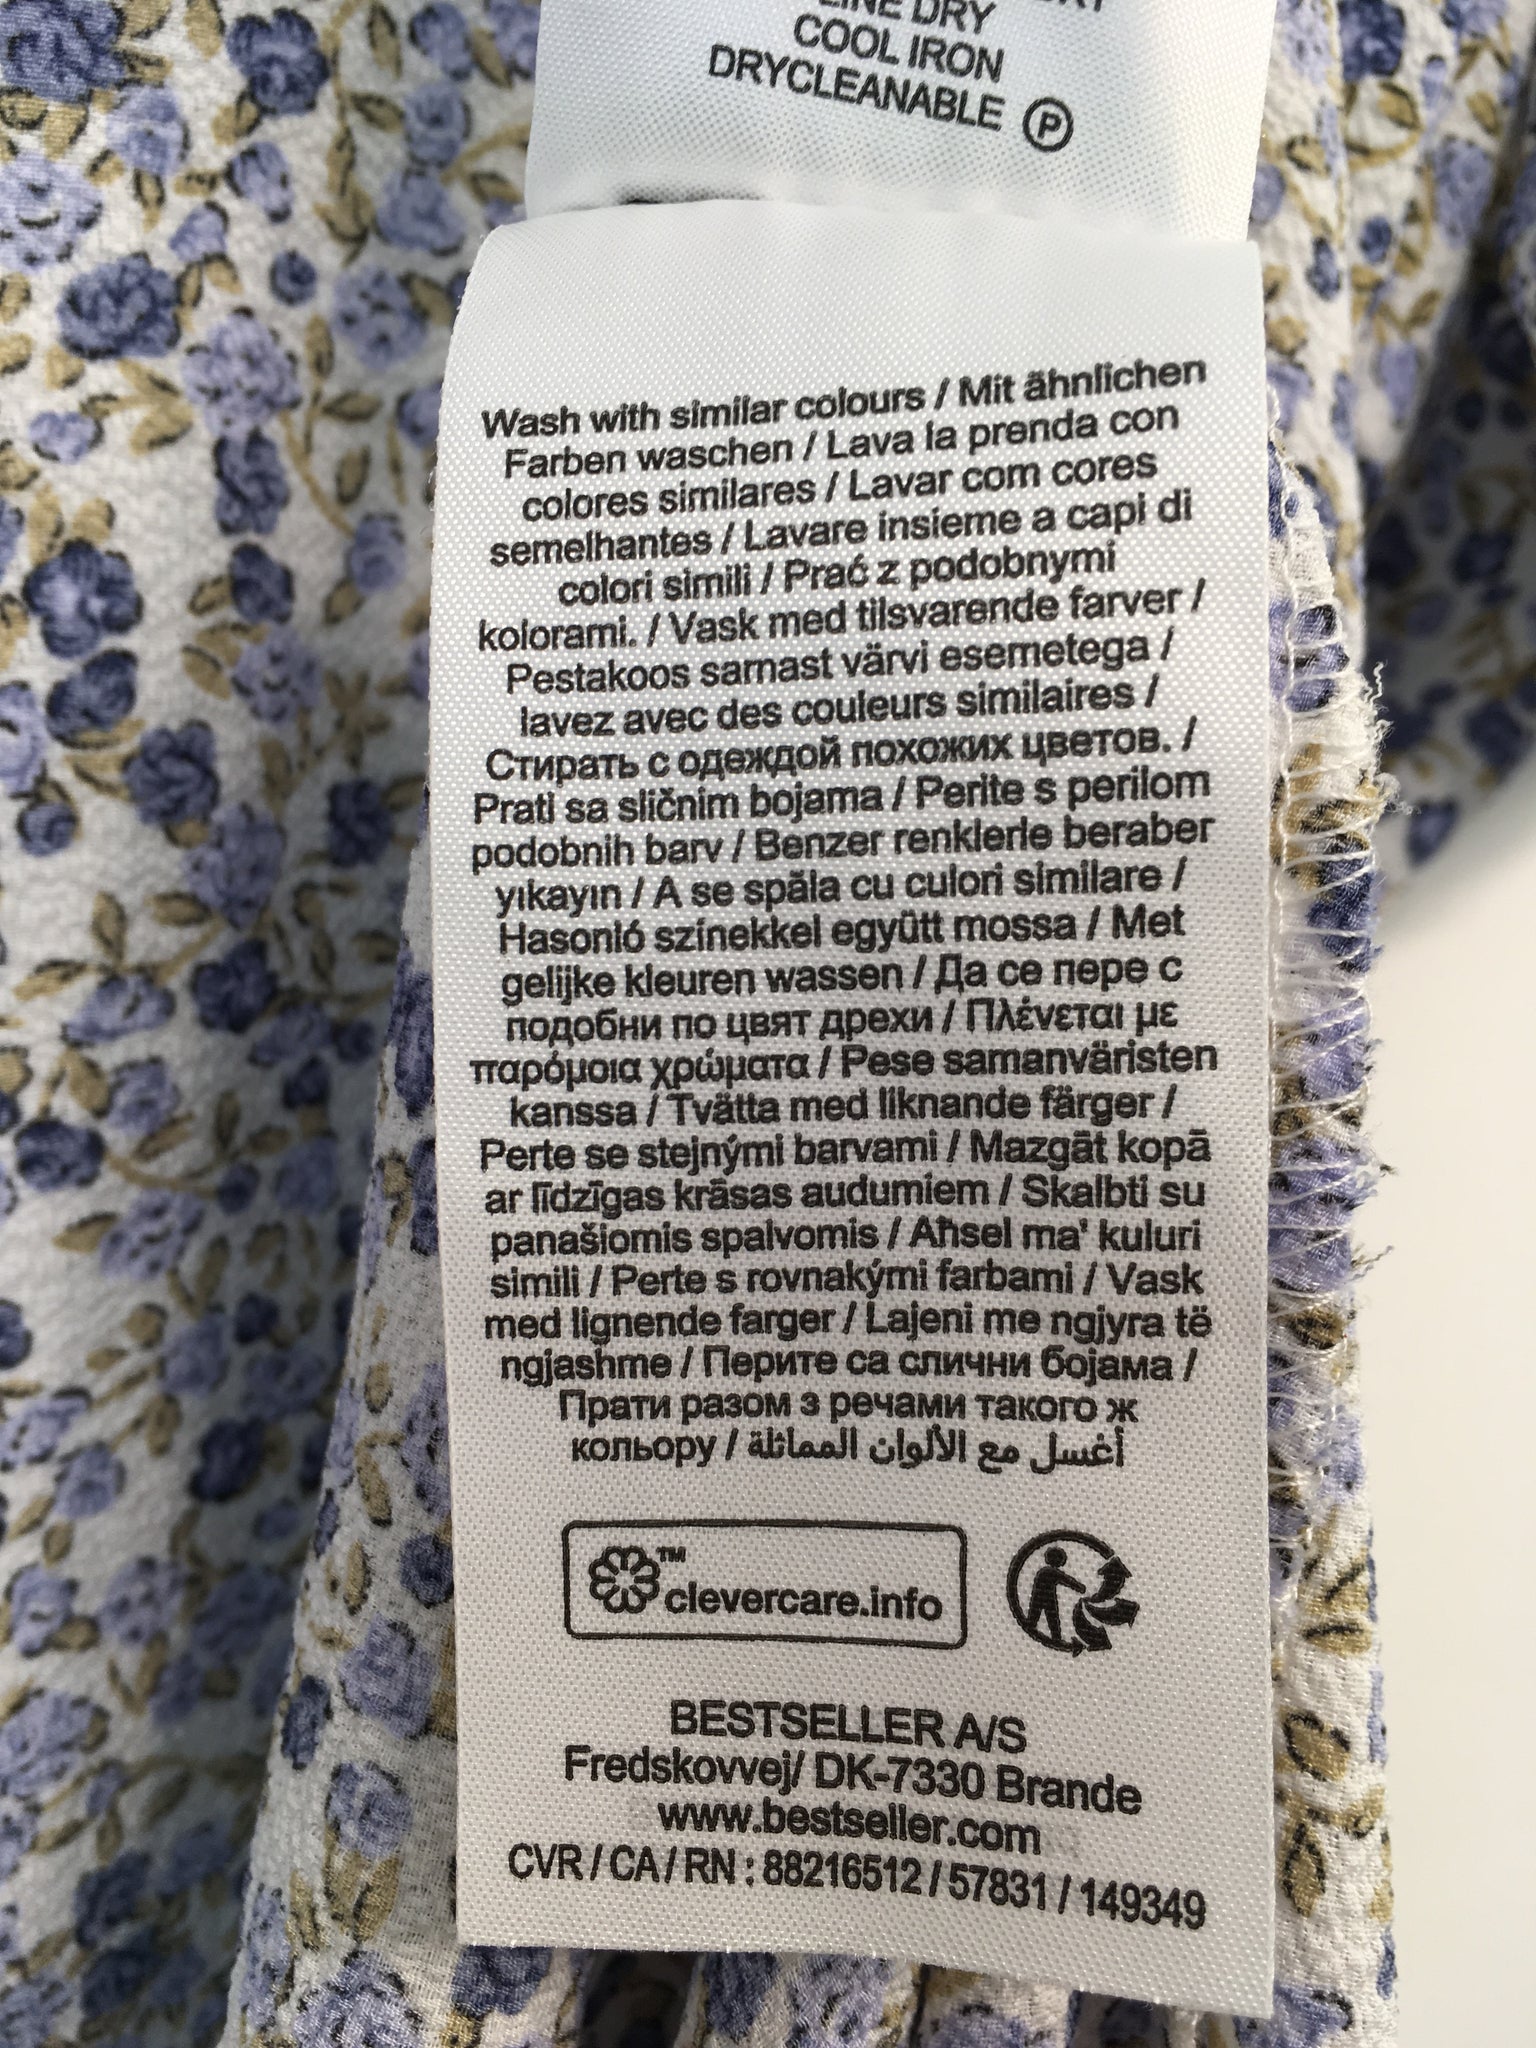 LINE DRY
COOL IRON
DRYCLEANABLE Ⓟ
Wash with similar colours / Mit ähnlichen
Farben waschen / Lava la prenda con
colores similares / Lavar com cores
semelhantes / Lavare insieme a capi di
colori simili / Prać z podobnymi
kolorami. / Vask med tilsvarende farver /
Pestakoos samast värvi esemetega /
lavez avec des couleurs similaires /
Стирать с одеждой похожих цветов. /
Prati sa sličnim bojama / Perite s perilom
podobnih barv / Benzer renklerle beraber
yıkayın / A se spăla cu culori similare /
Hasonló színekkel együtt mossa / Met
gelijke kleuren wassen / Да се пере с
подобни по цвят дрехи / Πλένεται με
παρόμοια χρώματα / Pese samanväristen
kanssa / Tvätta med liknande färger /
Perte se stejnými barvami / Mazgāt kopā
ar līdzīgas krāsas audumiem / Skalbti su
panašiomis spalvomis / Aħsel ma' kuluri
simili / Perte s rovnakými farbami / Vask
med lignende farger / Lajeni me ngjyra të
ngjashme / Перите са слични бојама /
Прати разом з речами такого ж
кольору / أغسل مع الألوان المماثلة
™ clevercare.info
BESTSELLER A/S
Fredskovvej/ DK-7330 Brande
www.bestseller.com
CVR / CA / RN : 88216512 / 57831 / 149349